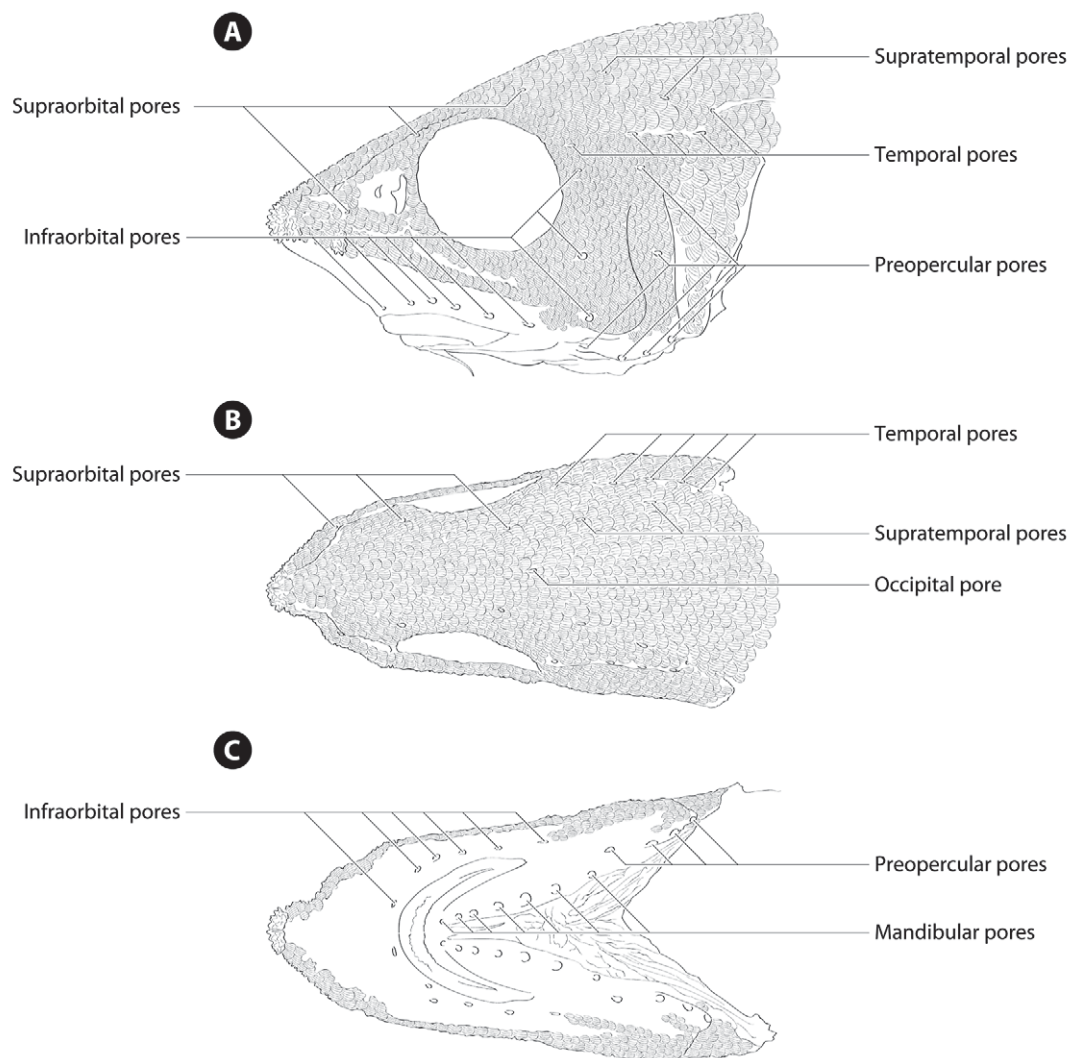 A
Supraorbital pores
Supratemporal pores
Temporal pores
Infraorbital pores
Preopercular pores
B
Temporal pores
Supraorbital pores
Supratemporal pores
Occipital pore
C
Infraorbital pores
Preopercular pores
Mandibular pores